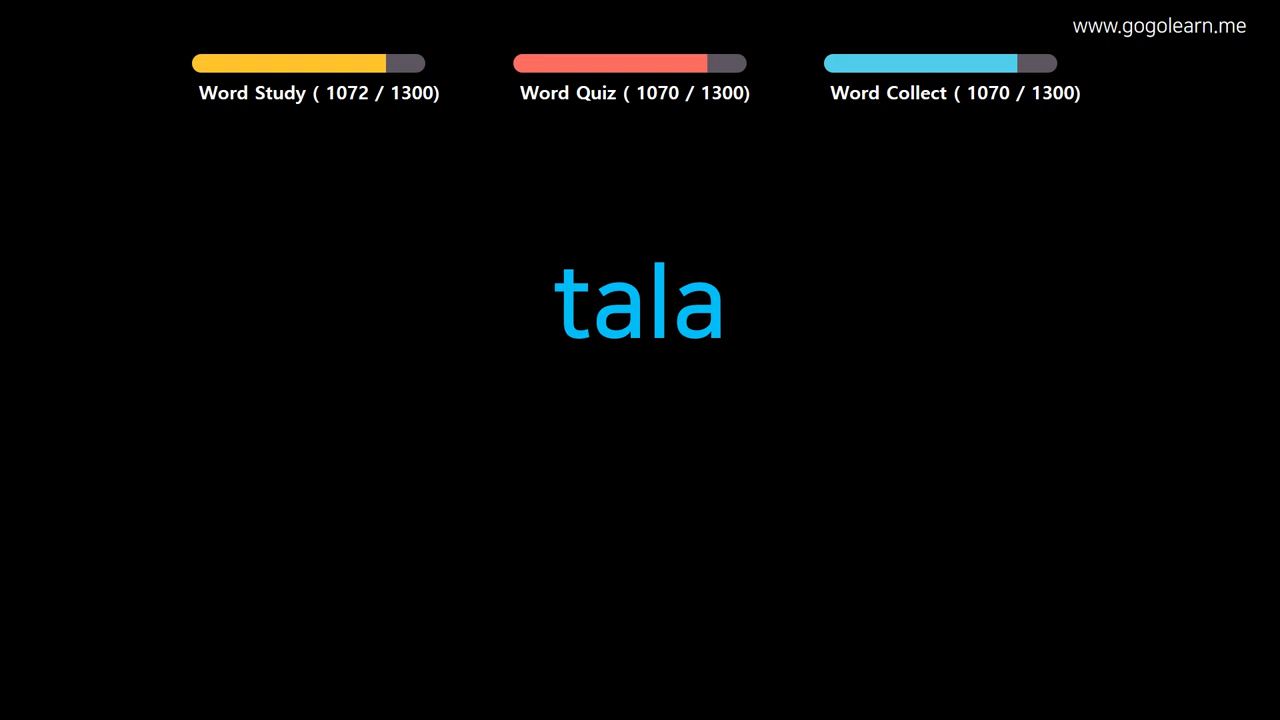 www.gogolearn.me
Word Study ( 1072 / 1300)
Word Quiz ( 1070 / 1300)
Word Collect ( 1070 / 1300)
tala